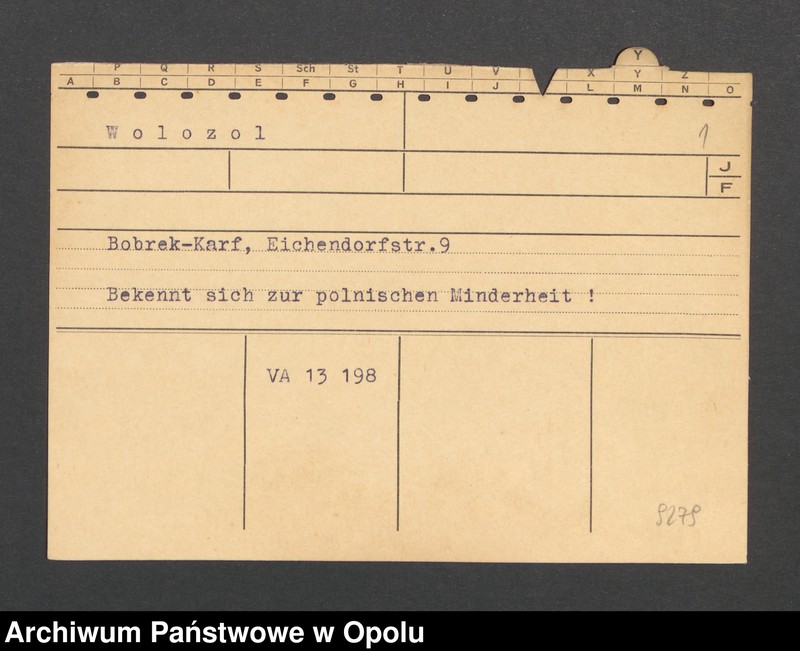 P Q R S Sch St T U V X Y Z
A B C D E F G H I J L M N O
Wolozol 1
J
F
Bobrek-Karf, Eichendorfstr.9
Bekennt sich zur polnischen Minderheit !
VA 13 198
9279
Archiwum Państwowe w Opolu